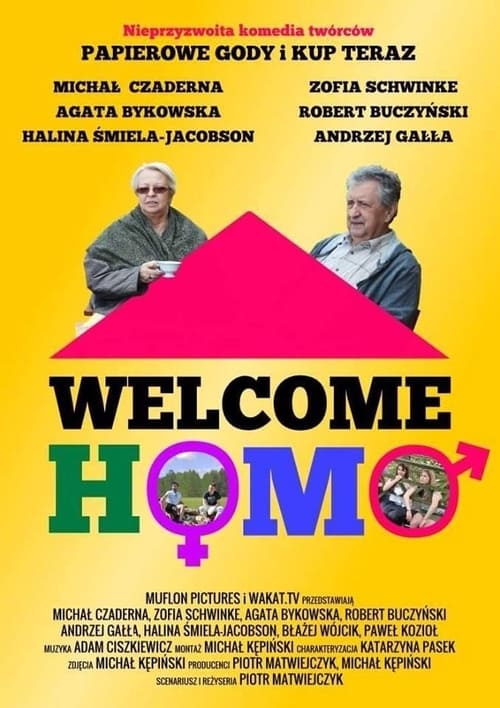 Nieprzyzwoita komedia twórców
PAPIEROWE GODY i KUP TERAZ
MICHAŁ CZADERNA
ZOFIA SCHWINKE
AGATA BYKOWSKA
ROBERT BUCZYŃSKI
HALINA ŚMIELA-JACOBSON
ANDRZEJ GAŁŁA
WELCOME
HOMO
MUFLON PICTURES i WAKAT.TV PRZEDSTAWIAJĄ
MICHAŁ CZADERNA, ZOFIA SCHWINKE, AGATA BYKOWSKA, ROBERT BUCZYŃSKI
ANDRZEJ GAŁŁA, HALINA ŚMIELA-JACOBSON, BŁAŻEJ WÓJCIK, PAWEŁ KOZIOŁ
MUZYKA ADAM CISZKIEWICZ MONTAŻ MICHAŁ KĘPIŃSKI CHARAKTERYZACJA KATARZYNA PASEK
ZDJĘCIA MICHAŁ KĘPIŃSKI PRODUCENCI PIOTR MATWIEJCZYK, MICHAŁ KĘPIŃSKI
SCENARIUSZ I REŻYSERIA PIOTR MATWIEJCZYK